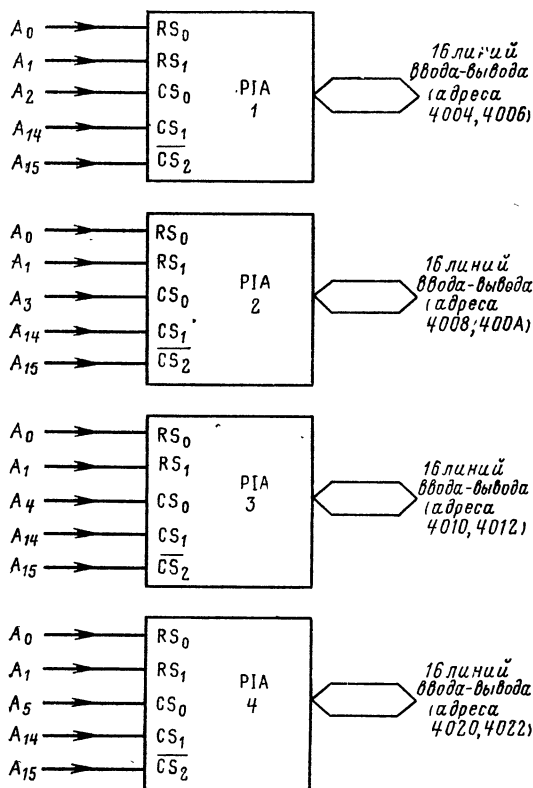 A0 RS0
A1 RS1
A2 CS0 PIA 1
A14 CS1
A15 CS2
16 линий
ввода-вывода
(адреса
4004, 4006)
A0 RS0
A1 RS1
A3 CS0 PIA 2
A14 CS1
A15 CS2
16 линий
ввода-вывода
(адреса
4008, 400A)
A0 RS0
A1 RS1
A4 CS0 PIA 3
A14 CS1
A15 CS2
16 линий
ввода-вывода
(адреса
4010, 4012)
A0 RS0
A1 RS1
A5 CS0 PIA 4
A14 CS1
A15 CS2
16 линий
ввода-вывода
(адреса
4020, 4022)